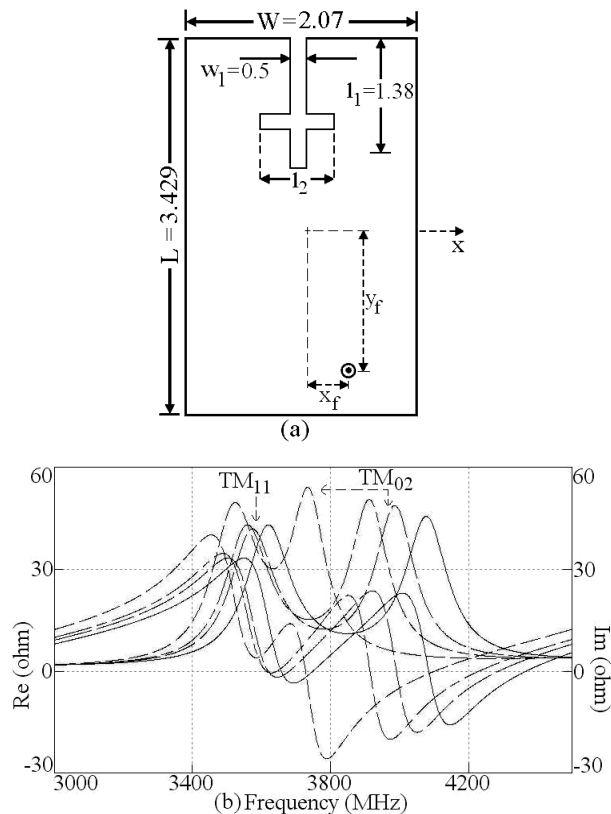 W = 2.07
w1=0.5
l1=1.38
l2
L = 3.429
x
yf
xf
(a)
60
TM11
TM02
60
30
30
Re (ohm)
Im (ohm)
0
0
-30
-30
3000
3400
3800
4200
(b) Frequency (MHz)